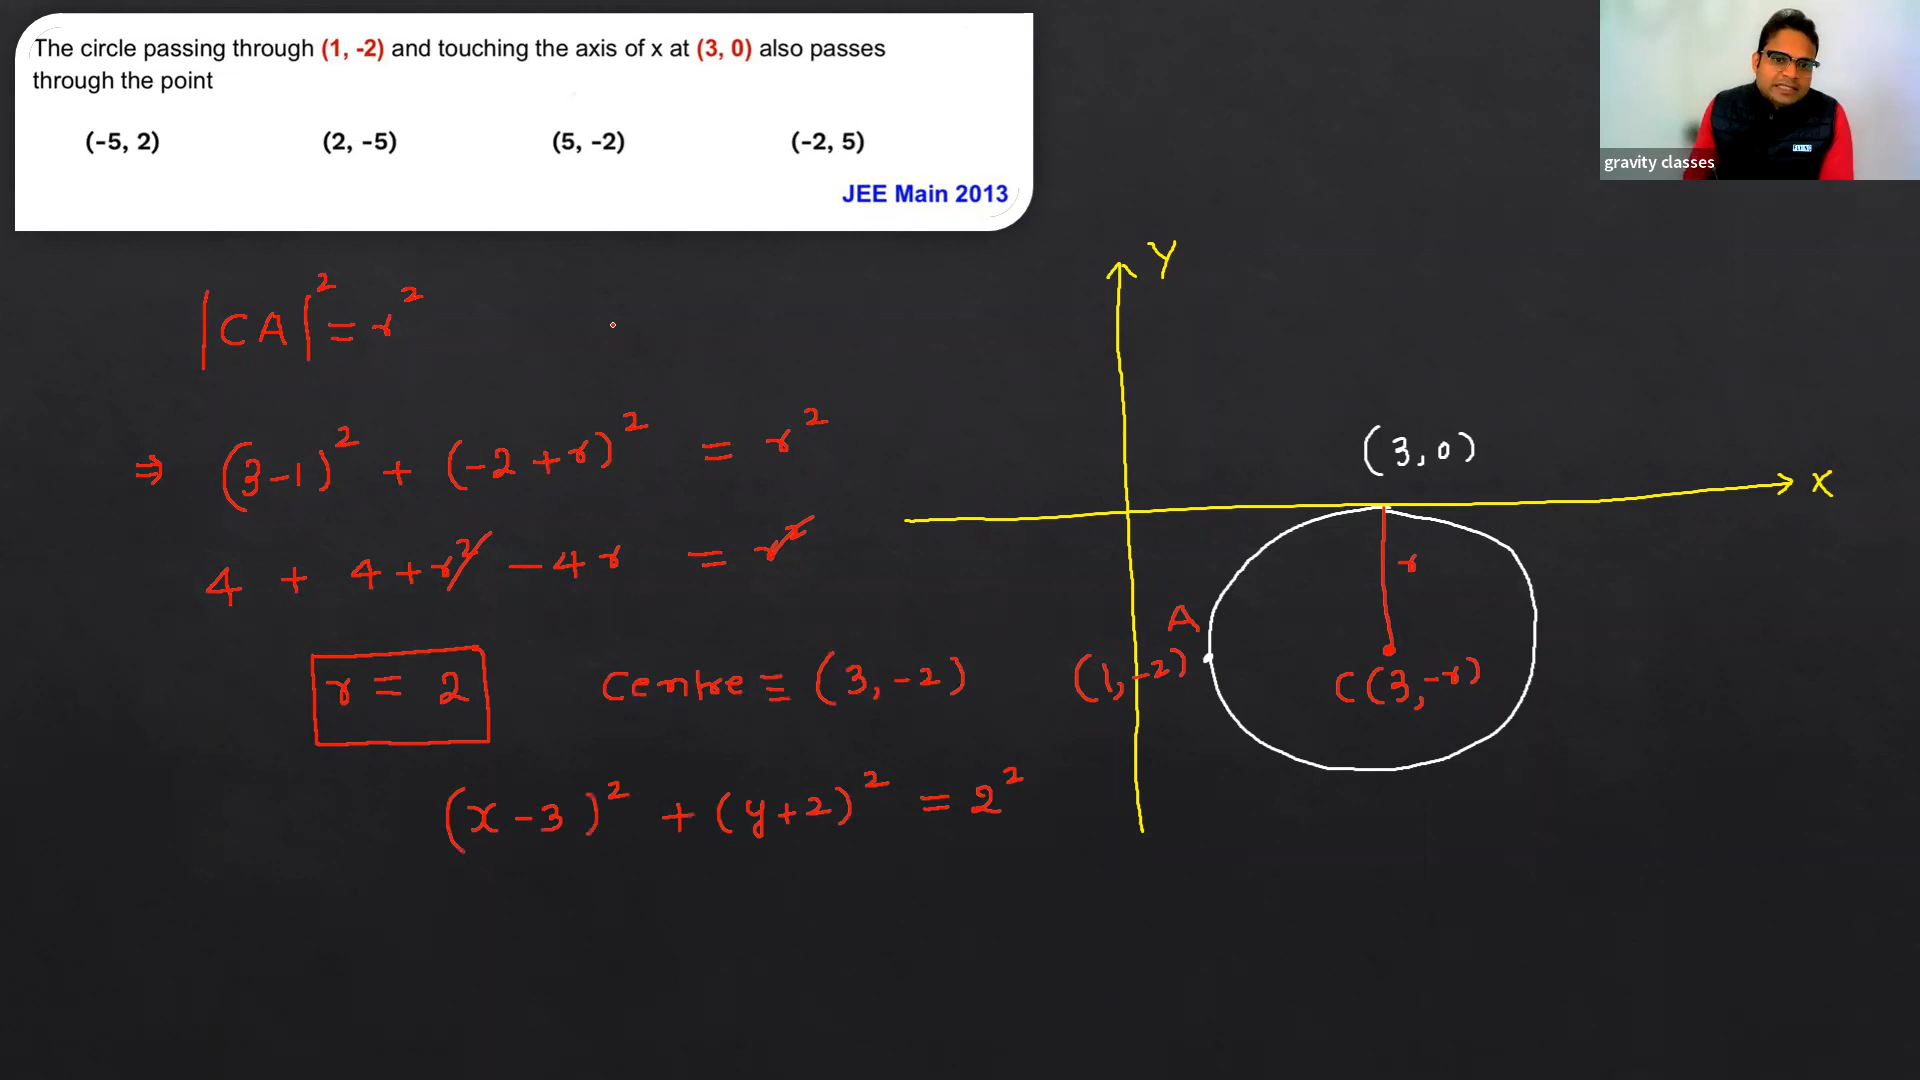 The circle passing through (1, -2) and touching the axis of x at (3, 0) also passes
through the point
(-5, 2) (2, -5) (5, -2) (-2, 5)
JEE Main 2013
gravity classes
|CA|² = r²
⇒ (3-1)² + (-2+r)² = r²
4 + 4+r² -4r = r²
r = 2 Centre ≡ (3,-2)
(x-3)² + (y+2)² = 2²
Y
(3,0)
X
r
A
(1,-2)
C(3,-r)